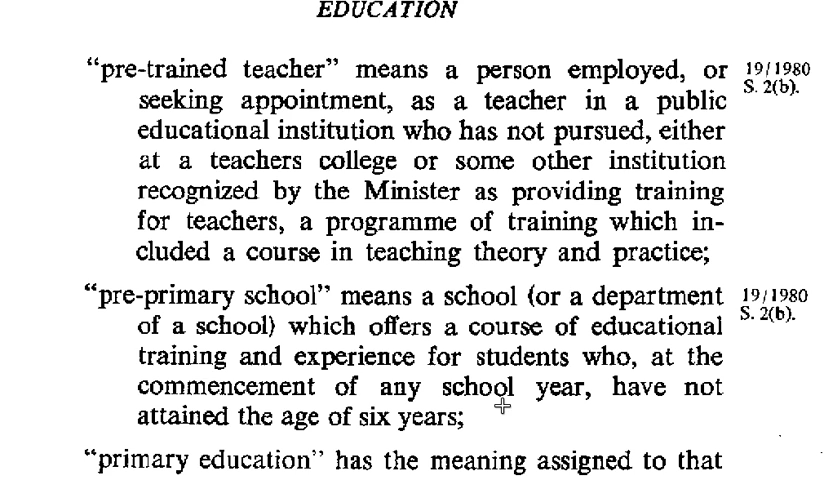 EDUCATION
"pre-trained teacher" means a person employed, or 19/1980
seeking appointment, as a teacher in a public S. 2(b).
educational institution who has not pursued, either
at a teachers college or some other institution
recognized by the Minister as providing training
for teachers, a programme of training which in-
cluded a course in teaching theory and practice;
"pre-primary school" means a school (or a department 19/1980
of a school) which offers a course of educational S. 2(b).
training and experience for students who, at the
commencement of any school year, have not
attained the age of six years;
"primary education" has the meaning assigned to that